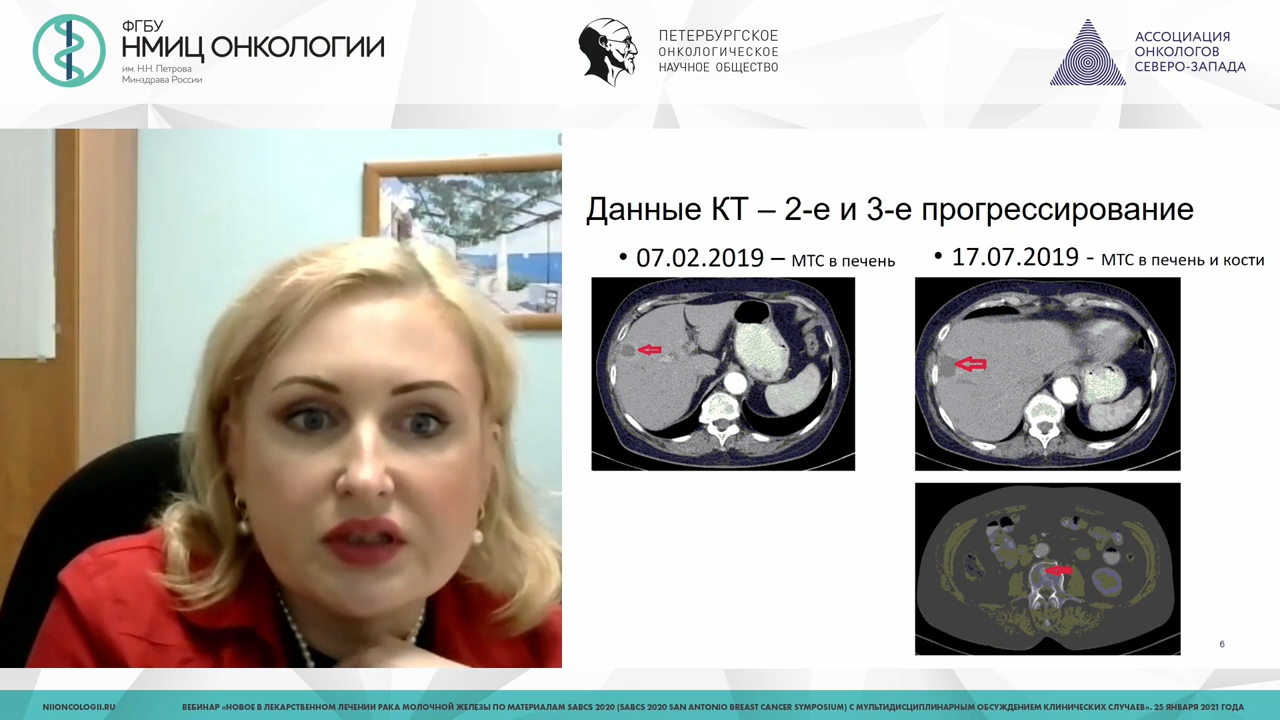 ФГБУ
НМИЦ ОНКОЛОГИИ
им. Н.Н. Петрова
Минздрава России
ПЕТЕРБУРГСКОЕ
ОНКОЛОГИЧЕСКОЕ
НАУЧНОЕ ОБЩЕСТВО
АССОЦИАЦИЯ
ОНКОЛОГОВ
СЕВЕРО-ЗАПАДА
Данные КТ – 2-е и 3-е прогрессирование
• 07.02.2019 – МТС в печень
• 17.07.2019 - МТС в печень и кости
6
NIIONCOLOGII.RU
ВЕБИНАР «НОВОЕ В ЛЕКАРСТВЕННОМ ЛЕЧЕНИИ РАКА МОЛОЧНОЙ ЖЕЛЕЗЫ ПО МАТЕРИАЛАМ SABCS 2020 (SABCS 2020 SAN ANTONIO BREAST CANCER SYMPOSIUM) С МУЛЬТИДИСЦИПЛИНАРНЫМ ОБСУЖДЕНИЕМ КЛИНИЧЕСКИХ СЛУЧАЕВ». 25 ЯНВАРЯ 2021 ГОДА